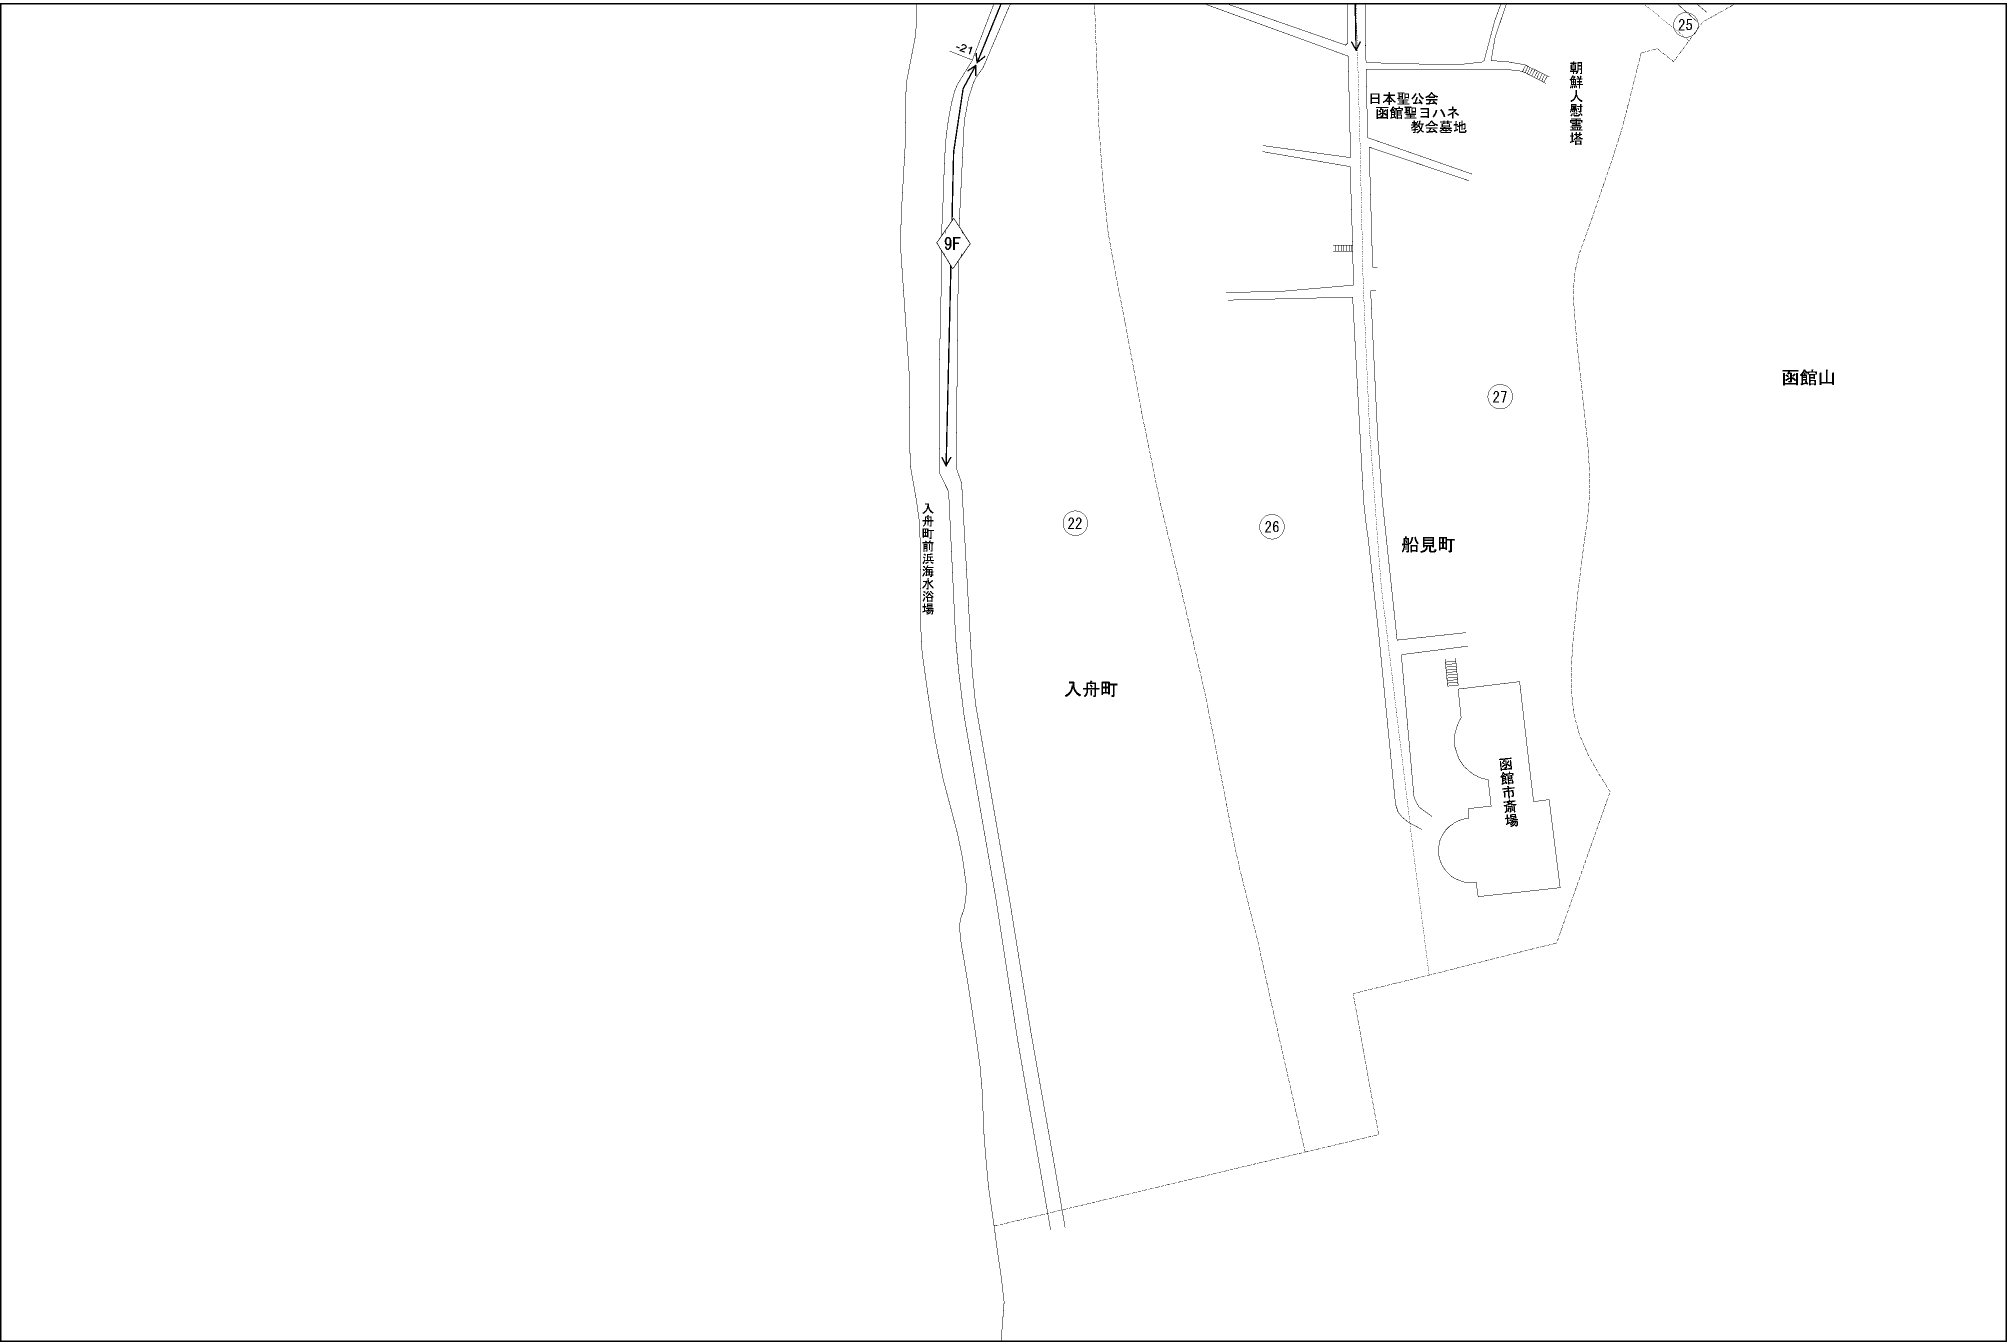 25
-21
朝鮮人慰霊塔
日本聖公会
函館聖ヨハネ
教会墓地
9F
函館山
27
入舟町前浜海水浴場
22
26
船見町
入舟町
函館市斎場